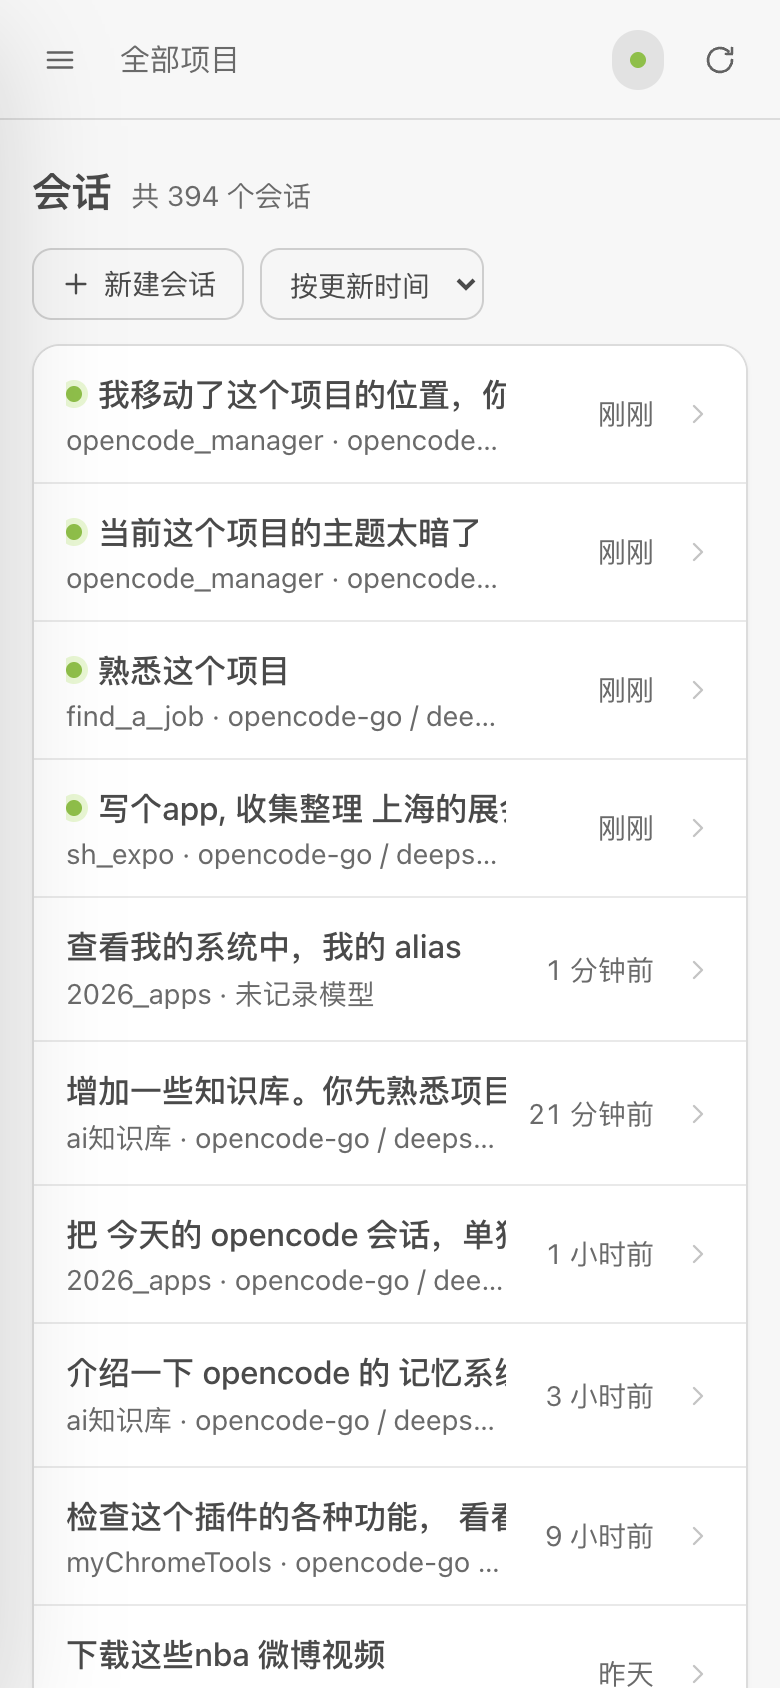 全部项目
会话 共 394 个会话
+ 新建会话 按更新时间
我移动了这个项目的位置，你
opencode_manager · opencode...
刚刚
当前这个项目的主题太暗了
opencode_manager · opencode...
刚刚
熟悉这个项目
find_a_job · opencode-go / dee...
刚刚
写个app, 收集整理 上海的展
sh_expo · opencode-go / deeps...
刚刚
查看我的系统中，我的 alias
2026_apps · 未记录模型
1 分钟前
增加一些知识库。你先熟悉项目
ai知识库 · opencode-go / deeps...
21 分钟前
把 今天的 opencode 会话，单
2026_apps · opencode-go / dee...
1 小时前
介绍一下 opencode 的 记忆系
ai知识库 · opencode-go / deeps...
3 小时前
检查这个插件的各种功能， 看看
myChromeTools · opencode-go ...
9 小时前
下载这些nba 微博视频
昨天